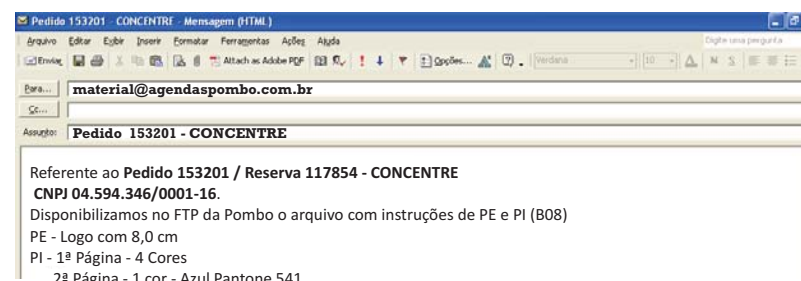 Pedido 153201 - CONCENTRE - Mensagem (HTML)
Arquivo Editar Exibir Inserir Formatar Ferramentas Ações Ajuda Digite uma pergunta
Enviar Attach as Adobe PDF Opções... Verdana 10 N S
Para... material@agendaspombo.com.br
Cc...
Assunto: Pedido 153201 - CONCENTRE
Referente ao Pedido 153201 / Reserva 117854 - CONCENTRE
CNPJ 04.594.346/0001-16.
Disponibilizamos no FTP da Pombo o arquivo com instruções de PE e PI (B08)
PE - Logo com 8,0 cm
PI - 1ª Página - 4 Cores
2ª Página - 1 cor - Azul Pantone 541